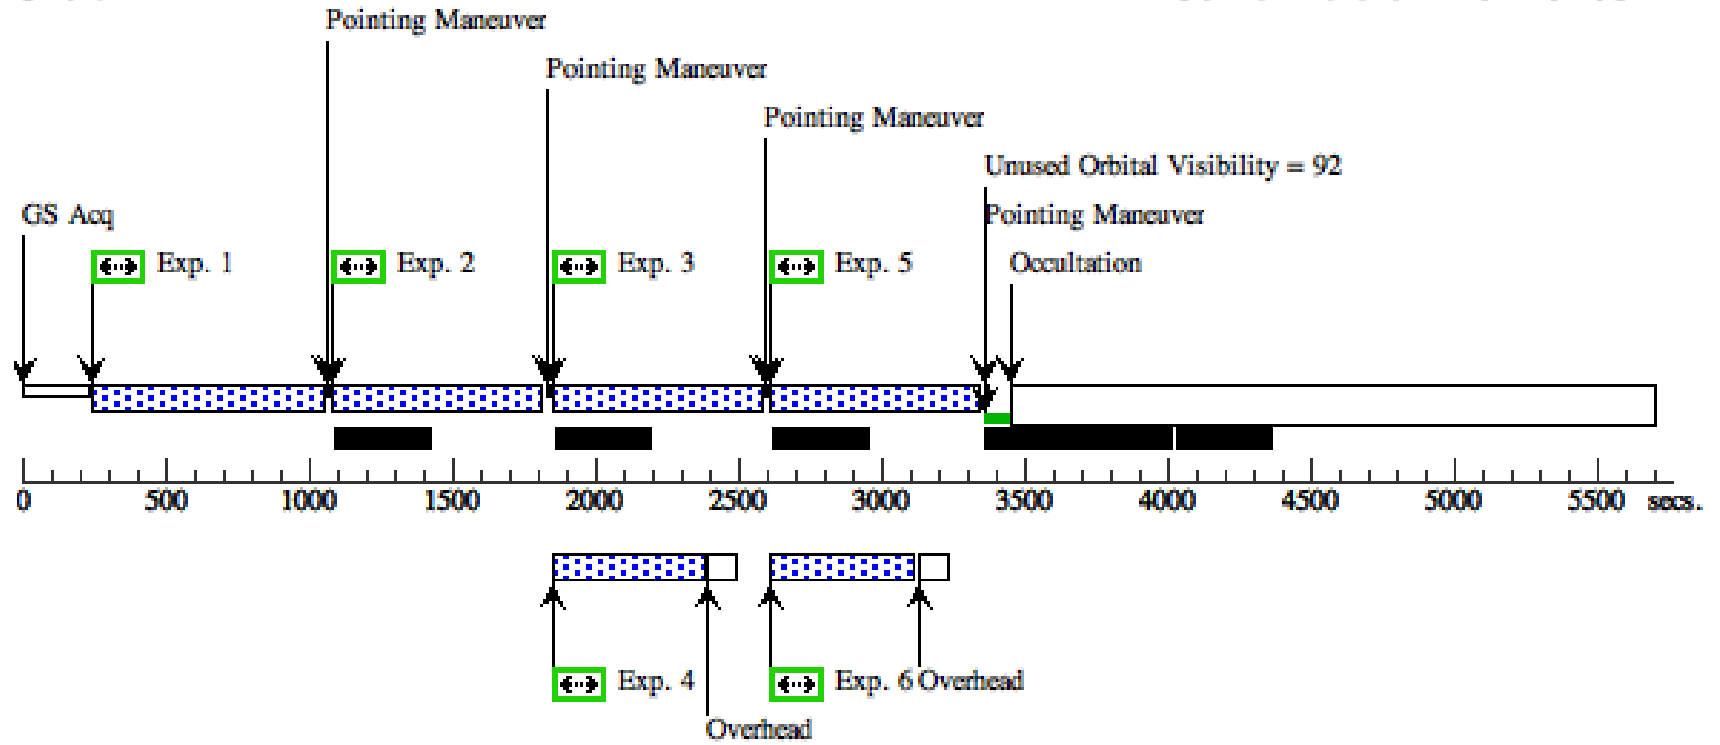 Pointing Maneuver
Pointing Maneuver
Pointing Maneuver
Unused Orbital Visibility = 92
GS Acq
Pointing Maneuver
Exp. 1
Exp. 2
Exp. 3
Exp. 5
Occultation
0 500 1000 1500 2000 2500 3000 3500 4000 4500 5000 5500 secs.
Exp. 4
Exp. 6
Overhead
Overhead